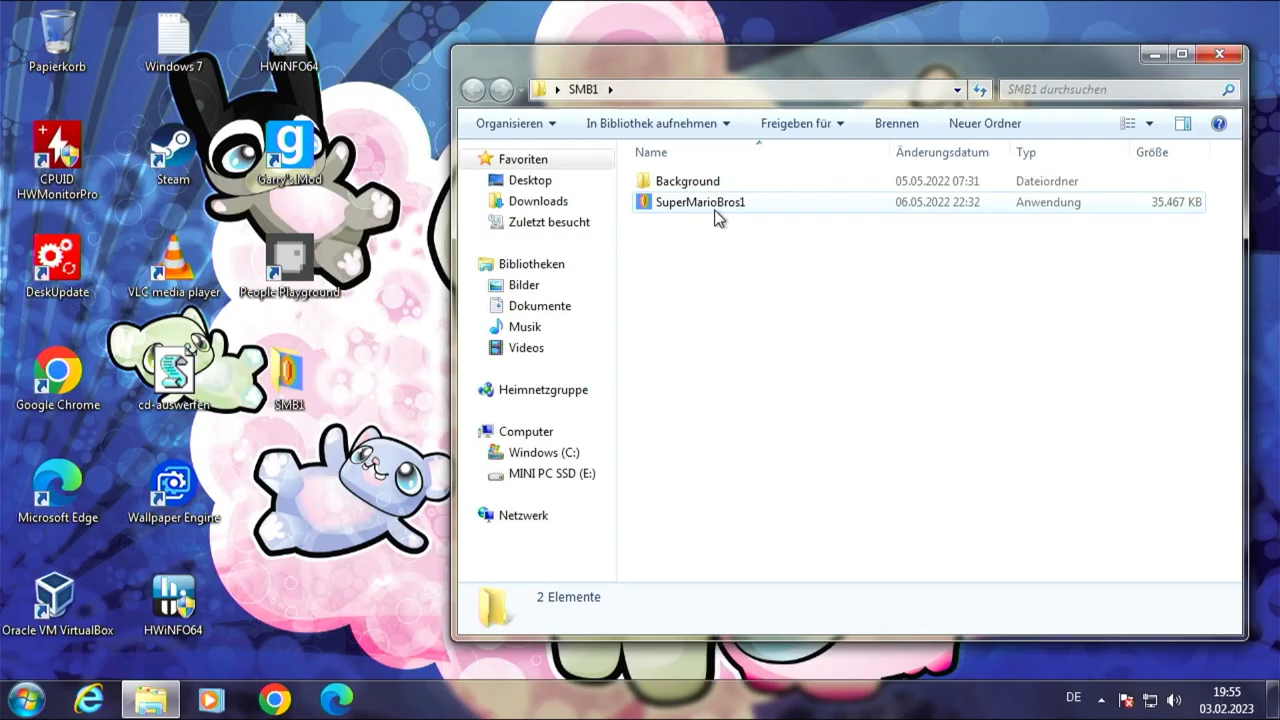 Papierkorb
Windows 7
HWiNFO64
CPUID
HWMonitorPro
Steam
Garry's Mod
DeskUpdate
VLC media player
People Playground
Google Chrome
cd-auswerfen
SMB1
Microsoft Edge
Wallpaper Engine
Oracle VM VirtualBox
HWiNFO64
SMB1
SMB1 durchsuchen
Organisieren
In Bibliothek aufnehmen
Freigeben für
Brennen
Neuer Ordner
Name
Änderungsdatum
Typ
Größe
Background
05.05.2022 07:31
Dateiordner
SuperMarioBros1
06.05.2022 22:32
Anwendung
35.467 KB
Favoriten
Desktop
Downloads
Zuletzt besucht
Bibliotheken
Bilder
Dokumente
Musik
Videos
Heimnetzgruppe
Computer
Windows (C:)
MINI PC SSD (E:)
Netzwerk
2 Elemente
DE
19:55
03.02.2023